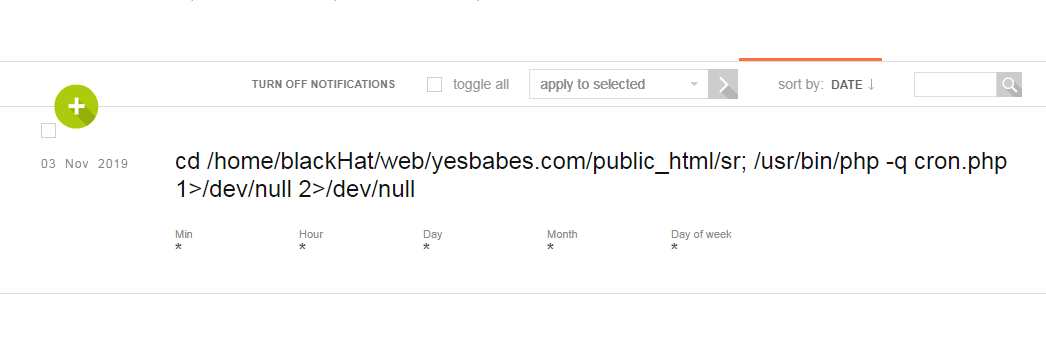 TURN OFF NOTIFICATIONS toggle all apply to selected sort by: DATE ↓
03 Nov 2019
cd /home/blackHat/web/yesbabes.com/public_html/sr; /usr/bin/php -q cron.php
1>/dev/null 2>/dev/null
Min Hour Day Month Day of week
* * * * *